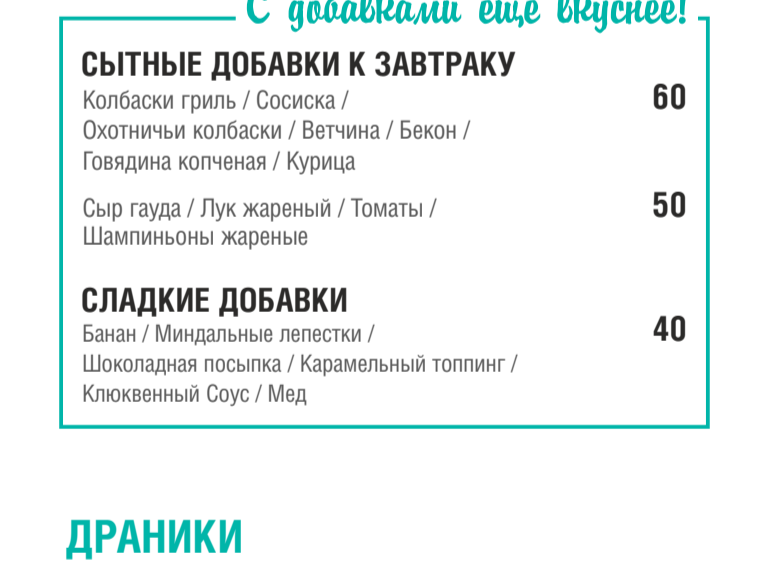 С добавками еще вкуснее!
СЫТНЫЕ ДОБАВКИ К ЗАВТРАКУ
Колбаски гриль / Сосиска /
60
Охотничьи колбаски / Ветчина / Бекон /
Говядина копченая / Курица
Сыр гауда / Лук жареный / Томаты /
50
Шампиньоны жареные
СЛАДКИЕ ДОБАВКИ
Банан / Миндальные лепестки /
40
Шоколадная посыпка / Карамельный топпинг /
Клюквенный Соус / Мед
ДРАНИКИ